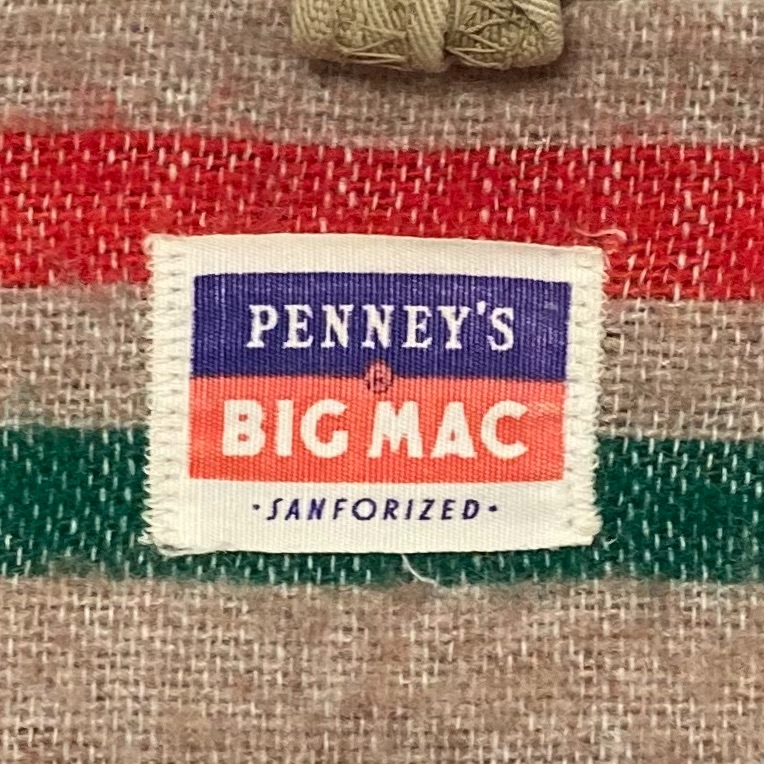 PENNEY'S
®
BIG MAC
·SANFORIZED·